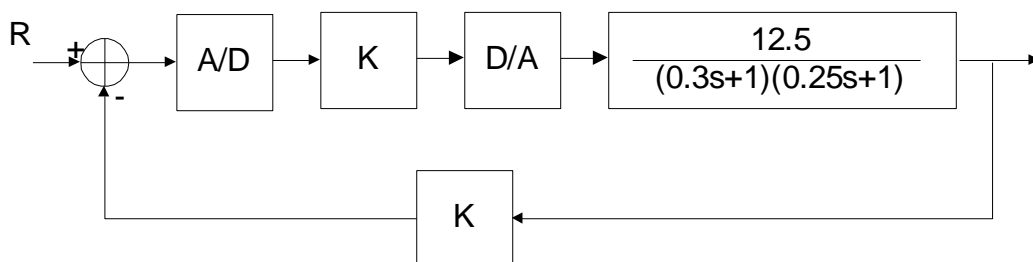 R
+
-
A/D
K
D/A
12.5
(0.3s+1)(0.25s+1)
K